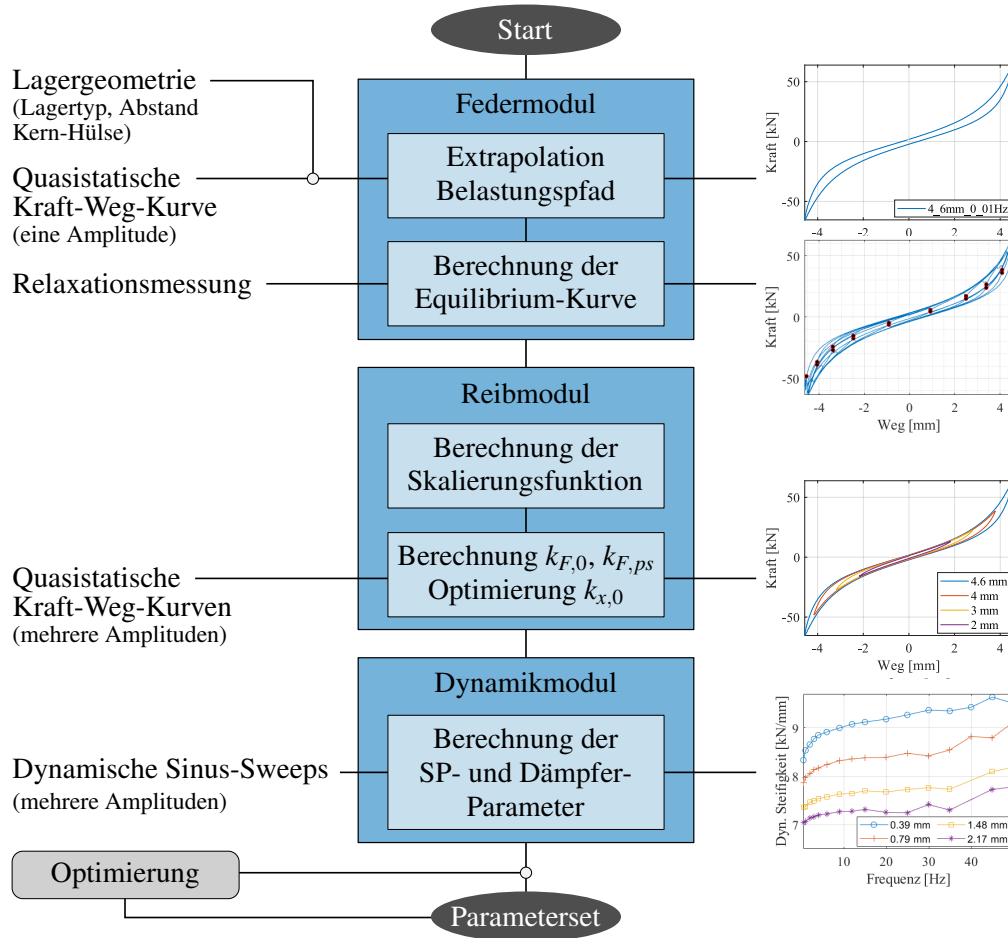 Start
Lagergeometrie
(Lagertyp, Abstand
Kern-Hülse)
Quasistatische
Kraft-Weg-Kurve
(eine Amplitude)
Relaxationsmessung
Federmodul
Extrapolation
Belastungspfad
Berechnung der
Equilibrium-Kurve
Kraft [kN]
50
0
-50
4_6mm_0_01Hz
-4 -2 0 2 4
Kraft [kN]
50
0
-50
-4 -2 0 2 4
Weg [mm]
Reibmodul
Berechnung der
Skalierungsfunktion
Berechnung k_{F,0}, k_{F,ps}
Optimierung k_{x,0}
Quasistatische
Kraft-Weg-Kurven
(mehrere Amplituden)
Kraft [kN]
50
0
-50
4.6 mm
4 mm
3 mm
2 mm
-4 -2 0 2 4
Weg [mm]
Dynamikmodul
Berechnung der
SP- und Dämpfer-
Parameter
Dynamische Sinus-Sweeps
(mehrere Amplituden)
Dyn. Steifigkeit [kN/mm]
9
8
7
0.39 mm 1.48 mm
0.79 mm 2.17 mm
10 20 30 40
Frequenz [Hz]
Optimierung
Parameterset